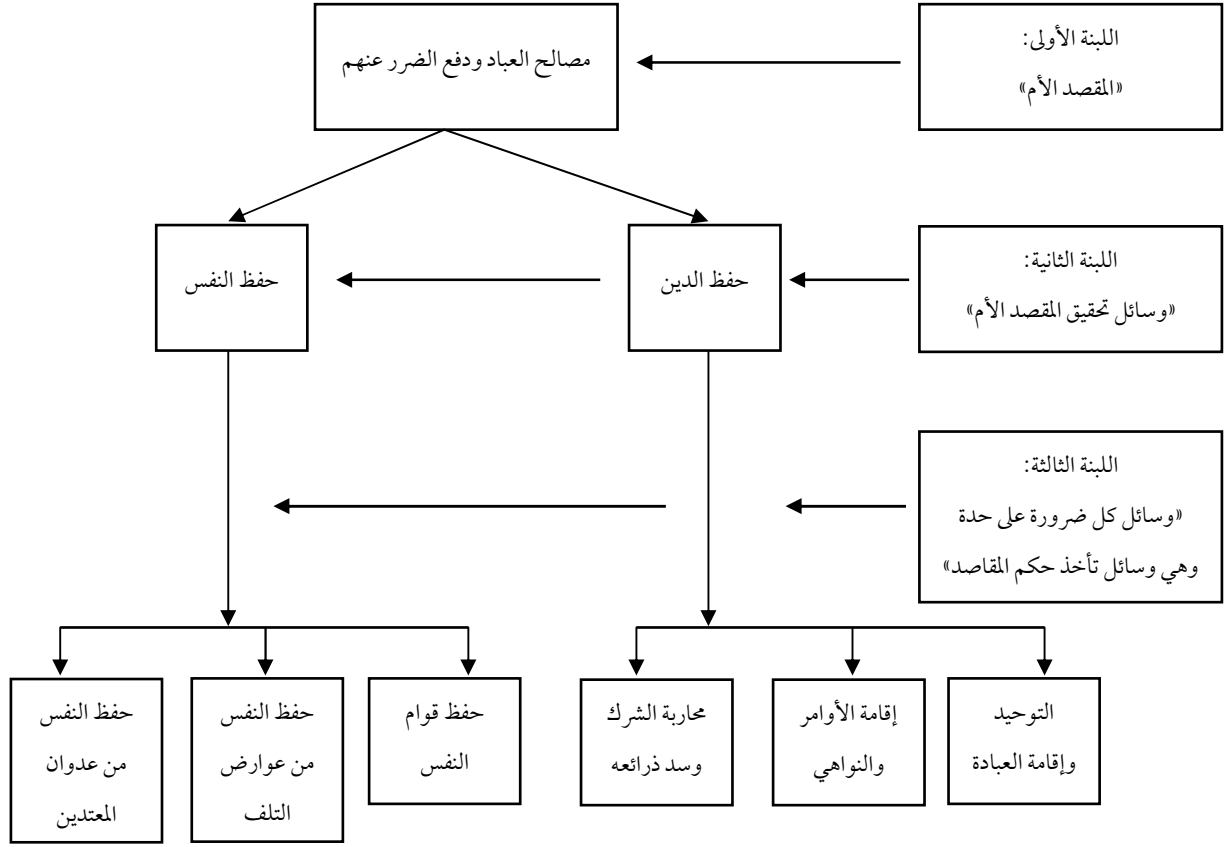 اللبنة الأولى:
«المقصد الأم»
مصالح العباد ودفع الضرر عنهم
اللبنة الثانية:
«وسائل تحقيق المقصد الأم»
حفظ الدين
حفظ النفس
اللبنة الثالثة:
«وسائل كل ضرورة على حدة
وهي وسائل تأخذ حكم المقاصد»
التوحيد
وإقامة العبادة
إقامة الأوامر
والنواهي
محاربة الشرك
وسد ذرائعه
حفظ قوام
النفس
حفظ النفس
من عوارض
التلف
حفظ النفس
من عدوان
المعتدين